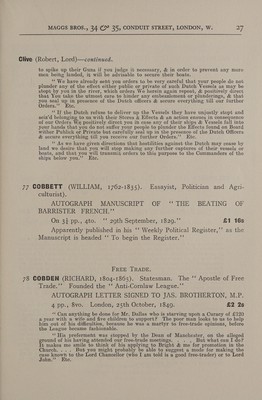 MAGGS BROS., 34 & 35, CONDUIT STREET, LONDON, W. 27
Clive (Robert, Lord)—continued.
to spike up their Guns if you judge it necessary, & in order to prevent any more
men being landed, it will be adviseable to secure their boats.
" We have already sent you orders to be very careful that your people do not
plunder any of the effects either public or private of such Dutch Vessels as may be
stopt by you in the river, which orders We herein again repeat, & positively direct
that You take the utmost care to hinder any embezzlement or plunderings, & that
you seal up in presence of the Dutch Officers & secure everything till our further
Orders." Etc.
" If the Dutch refuse to deliver up the Vessels they have unjustly stopt and
seiz'd belonging to us with their Stores & Effects & an action ensues in consequence
of our Orders We positively direct you in case any of their ships & Vessels fall into
your hands that you do not suffer your people to plunder the Effects found on Board
either Publick or Private but carefully seal up in the presence of the Dutch Officers
& secure everything till you receive our further Orders." Etc.
" As we have given directions that hostilities against the Dutch may cease by
land we desire that you will stop making any further captures of their vessels or
boats, and that you will transmit orders to this purpose to the Commanders of the
ships below you." Etc.
77 COBBETT (WILLIAM, 1762-1835). Essayist, Politician and Agri-
culturist.
AUTOGRAPH MANUSCRIPT OF " THE BEATING OF
BARRISTER FRENCH."
On 3½ pp., 4to. " 29th September, 1829." £1 16s
Apparently published in his " Weekly Political Register," as the
Manuscript is headed " To begin the Register."
FREE TRADE.
78 COBDEN (RICHARD, 1804-1865). Statesman. The " Apostle of Free
Trade." Founded the " Anti-Cornlaw League."
AUTOGRAPH LETTER SIGNED TO JAS. BROTHERTON, M.P.
4 pp., 8vo. London, 25th October, 1849. £2 2s
" Can anything be done for Mr. Dulles who is starving upon a Curacy of £120
a year with a wife and five children to support? The poor man looks to us to help
him out of his difficulties, because he was a martyr to free-trade opinions, before
the League became fashionable.
" His preferment was stopped by the Dean of Manchester, on the alleged
ground of his having attended our free-trade meetings. . . . But what can I do?
It makes me smile to think of his applying to Bright & me for promotion in the
Church. . . . But you might probably be able to suggest a mode for making the
case known to the Lord Chancellor (who I am told is a good free-trader) or to Lord
John." Etc.